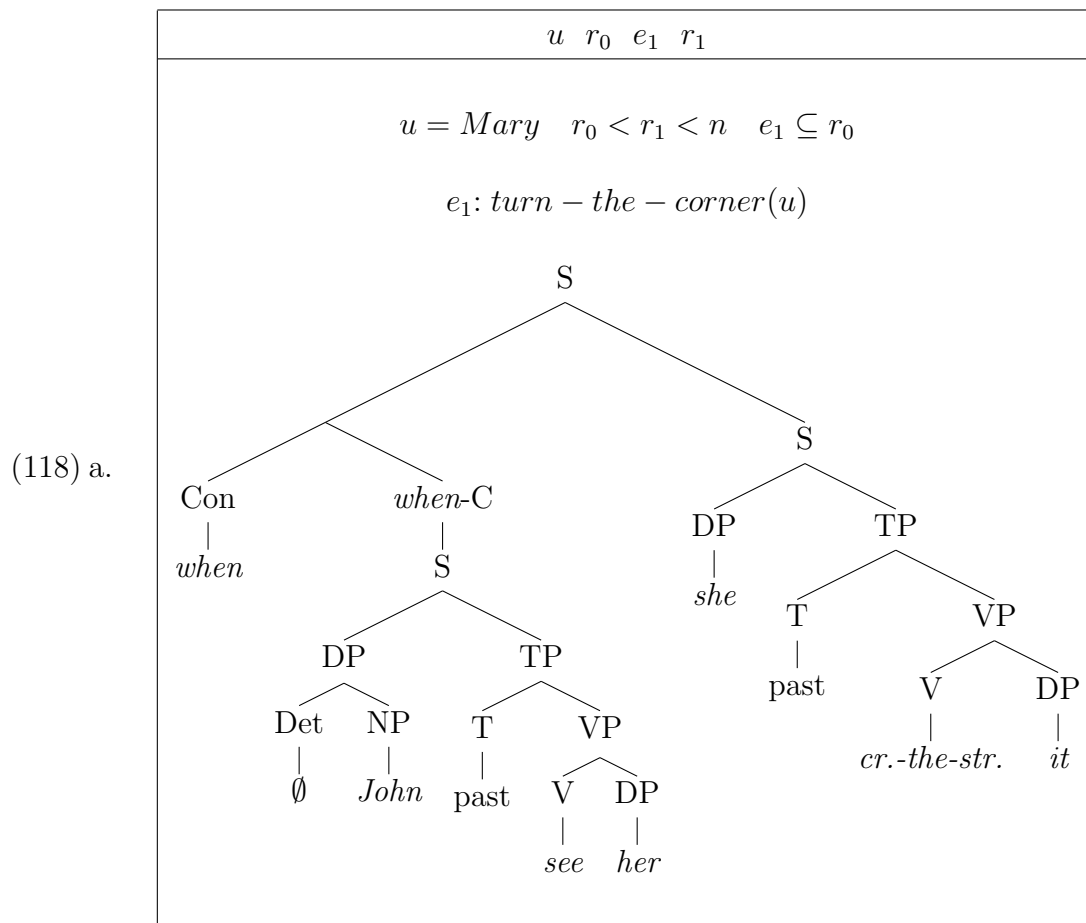 u r₀ e₁ r₁
u = Mary r₀ < r₁ < n e₁ ⊆ r₀
e₁: turn − the − corner(u)
S
S
(118) a.
Con when-C
DP TP
when S
she
T VP
DP TP
past V DP
Det NP T VP
cr.-the-str. it
∅ John past V DP
see her